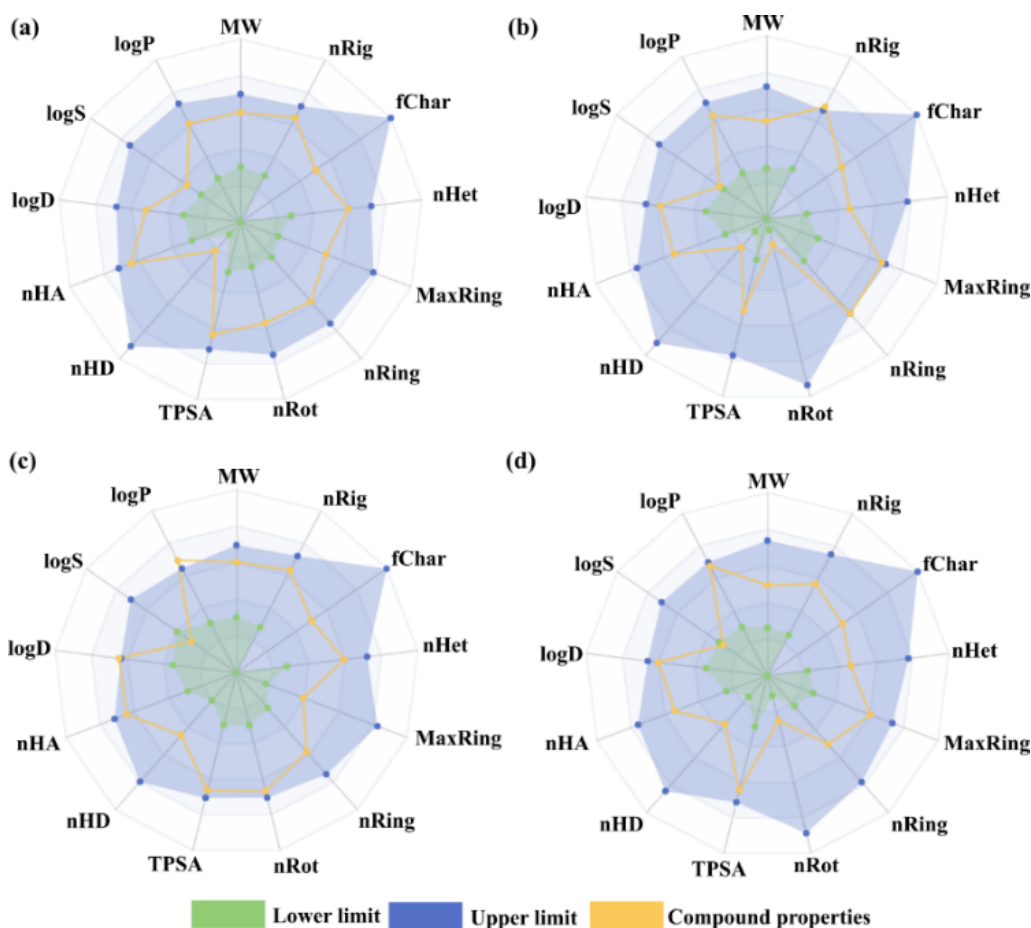 (a)
MW
logP
nRig
logS
fChar
logD
nHet
nHA
MaxRing
nHD
nRing
TPSA
nRot
(b)
MW
logP
nRig
logS
fChar
logD
nHet
nHA
MaxRing
nHD
nRing
TPSA
nRot
(c)
MW
logP
nRig
logS
fChar
logD
nHet
nHA
MaxRing
nHD
nRing
TPSA
nRot
(d)
MW
logP
nRig
logS
fChar
logD
nHet
nHA
MaxRing
nHD
nRing
TPSA
nRot
Lower limit Upper limit Compound properties